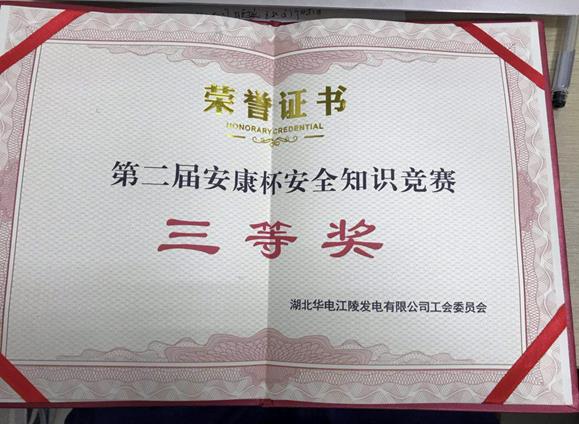 荣誉证书
HONORARY CREDENTIAL
第二届安康杯安全知识竞赛
三等奖
湖北华电江陵发电有限公司工会委员会